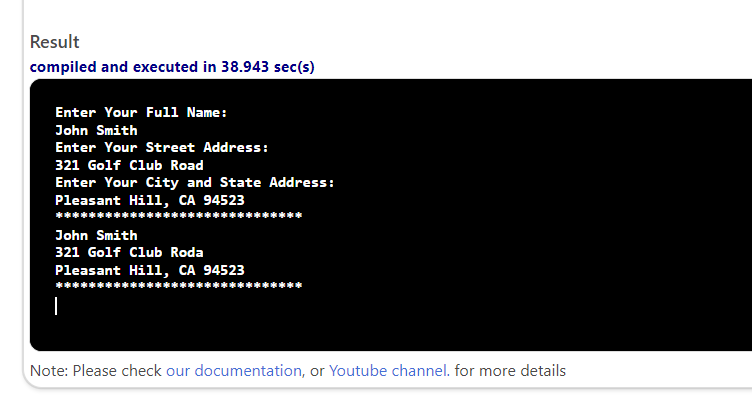 Result
compiled and executed in 38.943 sec(s)
Enter Your Full Name:
John Smith
Enter Your Street Address:
321 Golf Club Road
Enter Your City and State Address:
Pleasant Hill, CA 94523
******************************
John Smith
321 Golf Club Roda
Pleasant Hill, CA 94523
******************************
Note: Please check our documentation, or Youtube channel. for more details